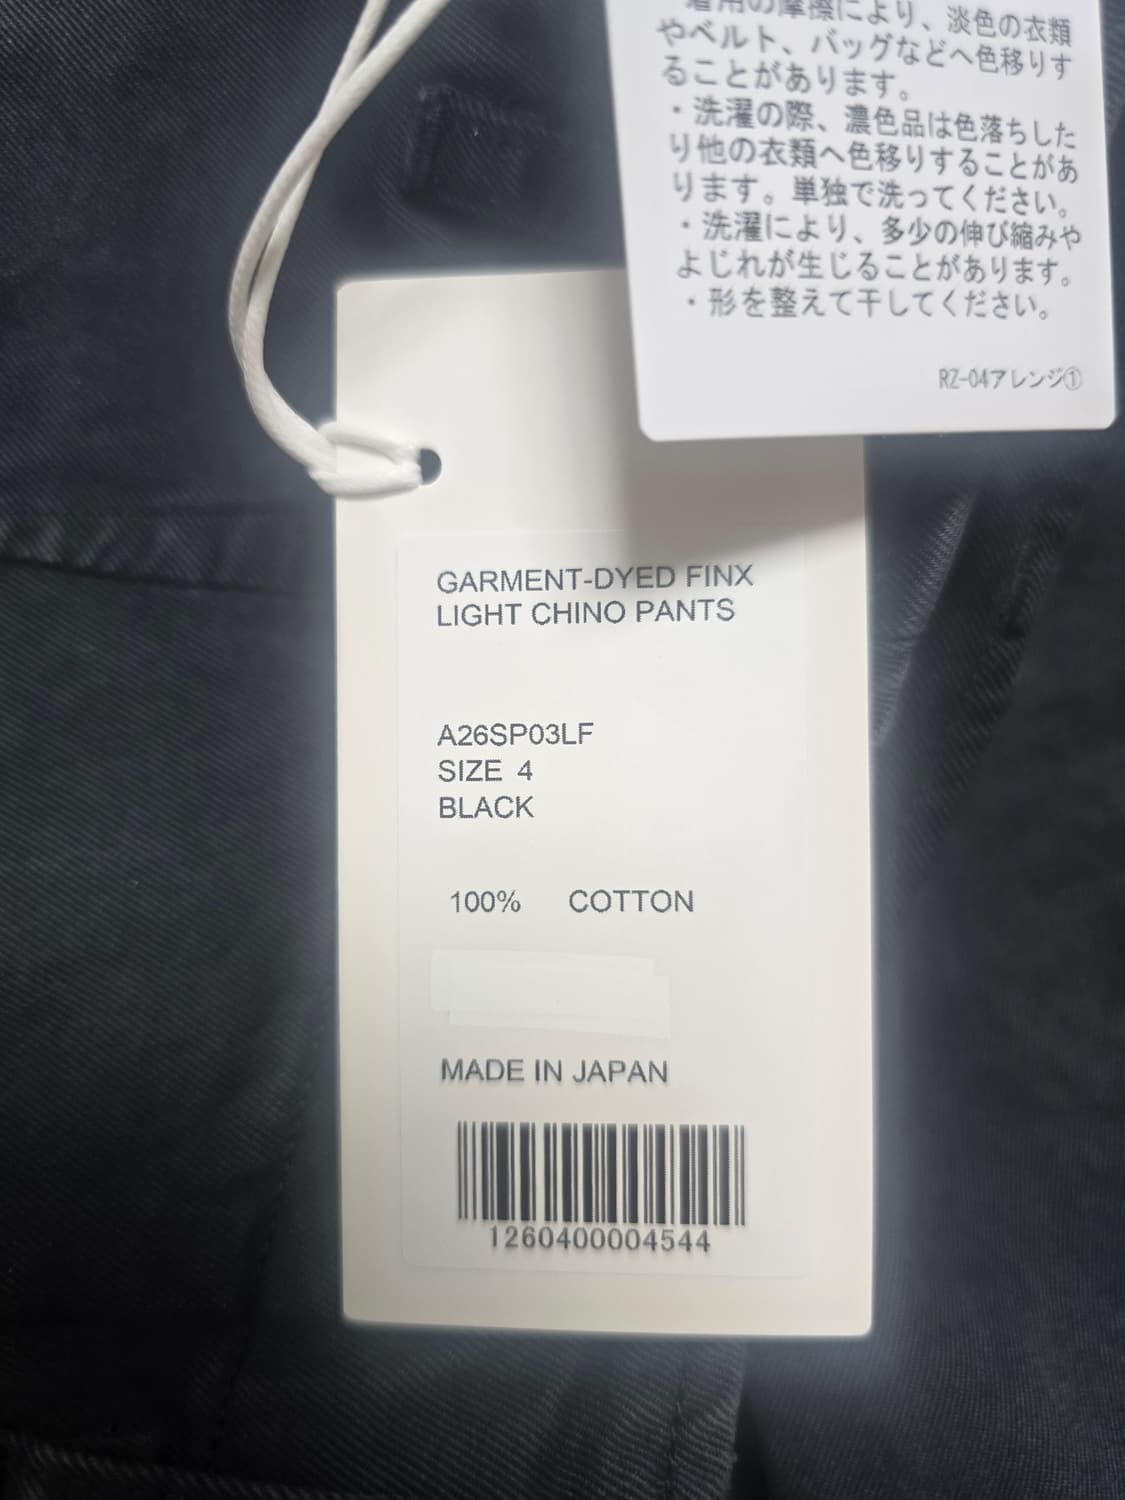 着用の摩擦により、淡色の衣類
やベルト、バッグなどへ色移りす
ることがあります。
・洗濯の際、濃色品は色落ちした
り他の衣類へ色移りすることがあ
ります。単独で洗ってください。
・洗濯により、多少の伸び縮みや
よじれが生じることがあります。
・形を整えて干してください。
RZ-04アレンジ①
GARMENT-DYED FINX
LIGHT CHINO PANTS
A26SP03LF
SIZE 4
BLACK
100% COTTON
MADE IN JAPAN
1260400004544